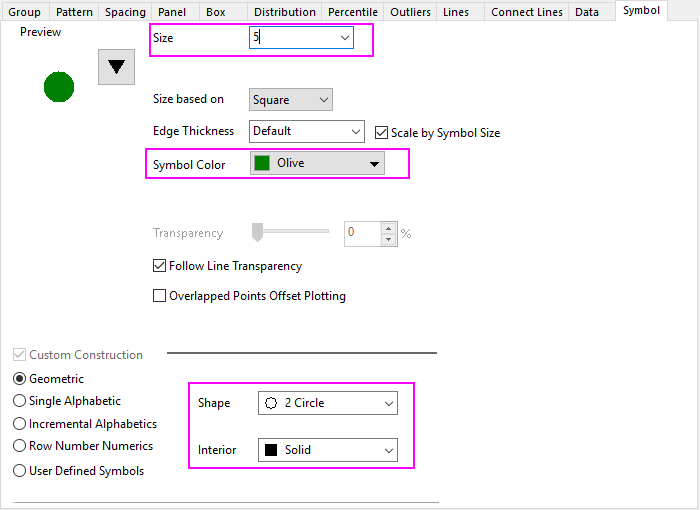 Group Pattern Spacing Panel Box Distribution Percentile Outliers Lines Connect Lines Data Symbol
Preview
Size 5
Size based on Square
Edge Thickness Default Scale by Symbol Size
Symbol Color Olive
Transparency 0 %
Follow Line Transparency
Overlapped Points Offset Plotting
Custom Construction
Geometric
Single Alphabetic
Incremental Alphabetics
Row Number Numerics
User Defined Symbols
Shape 2 Circle
Interior Solid